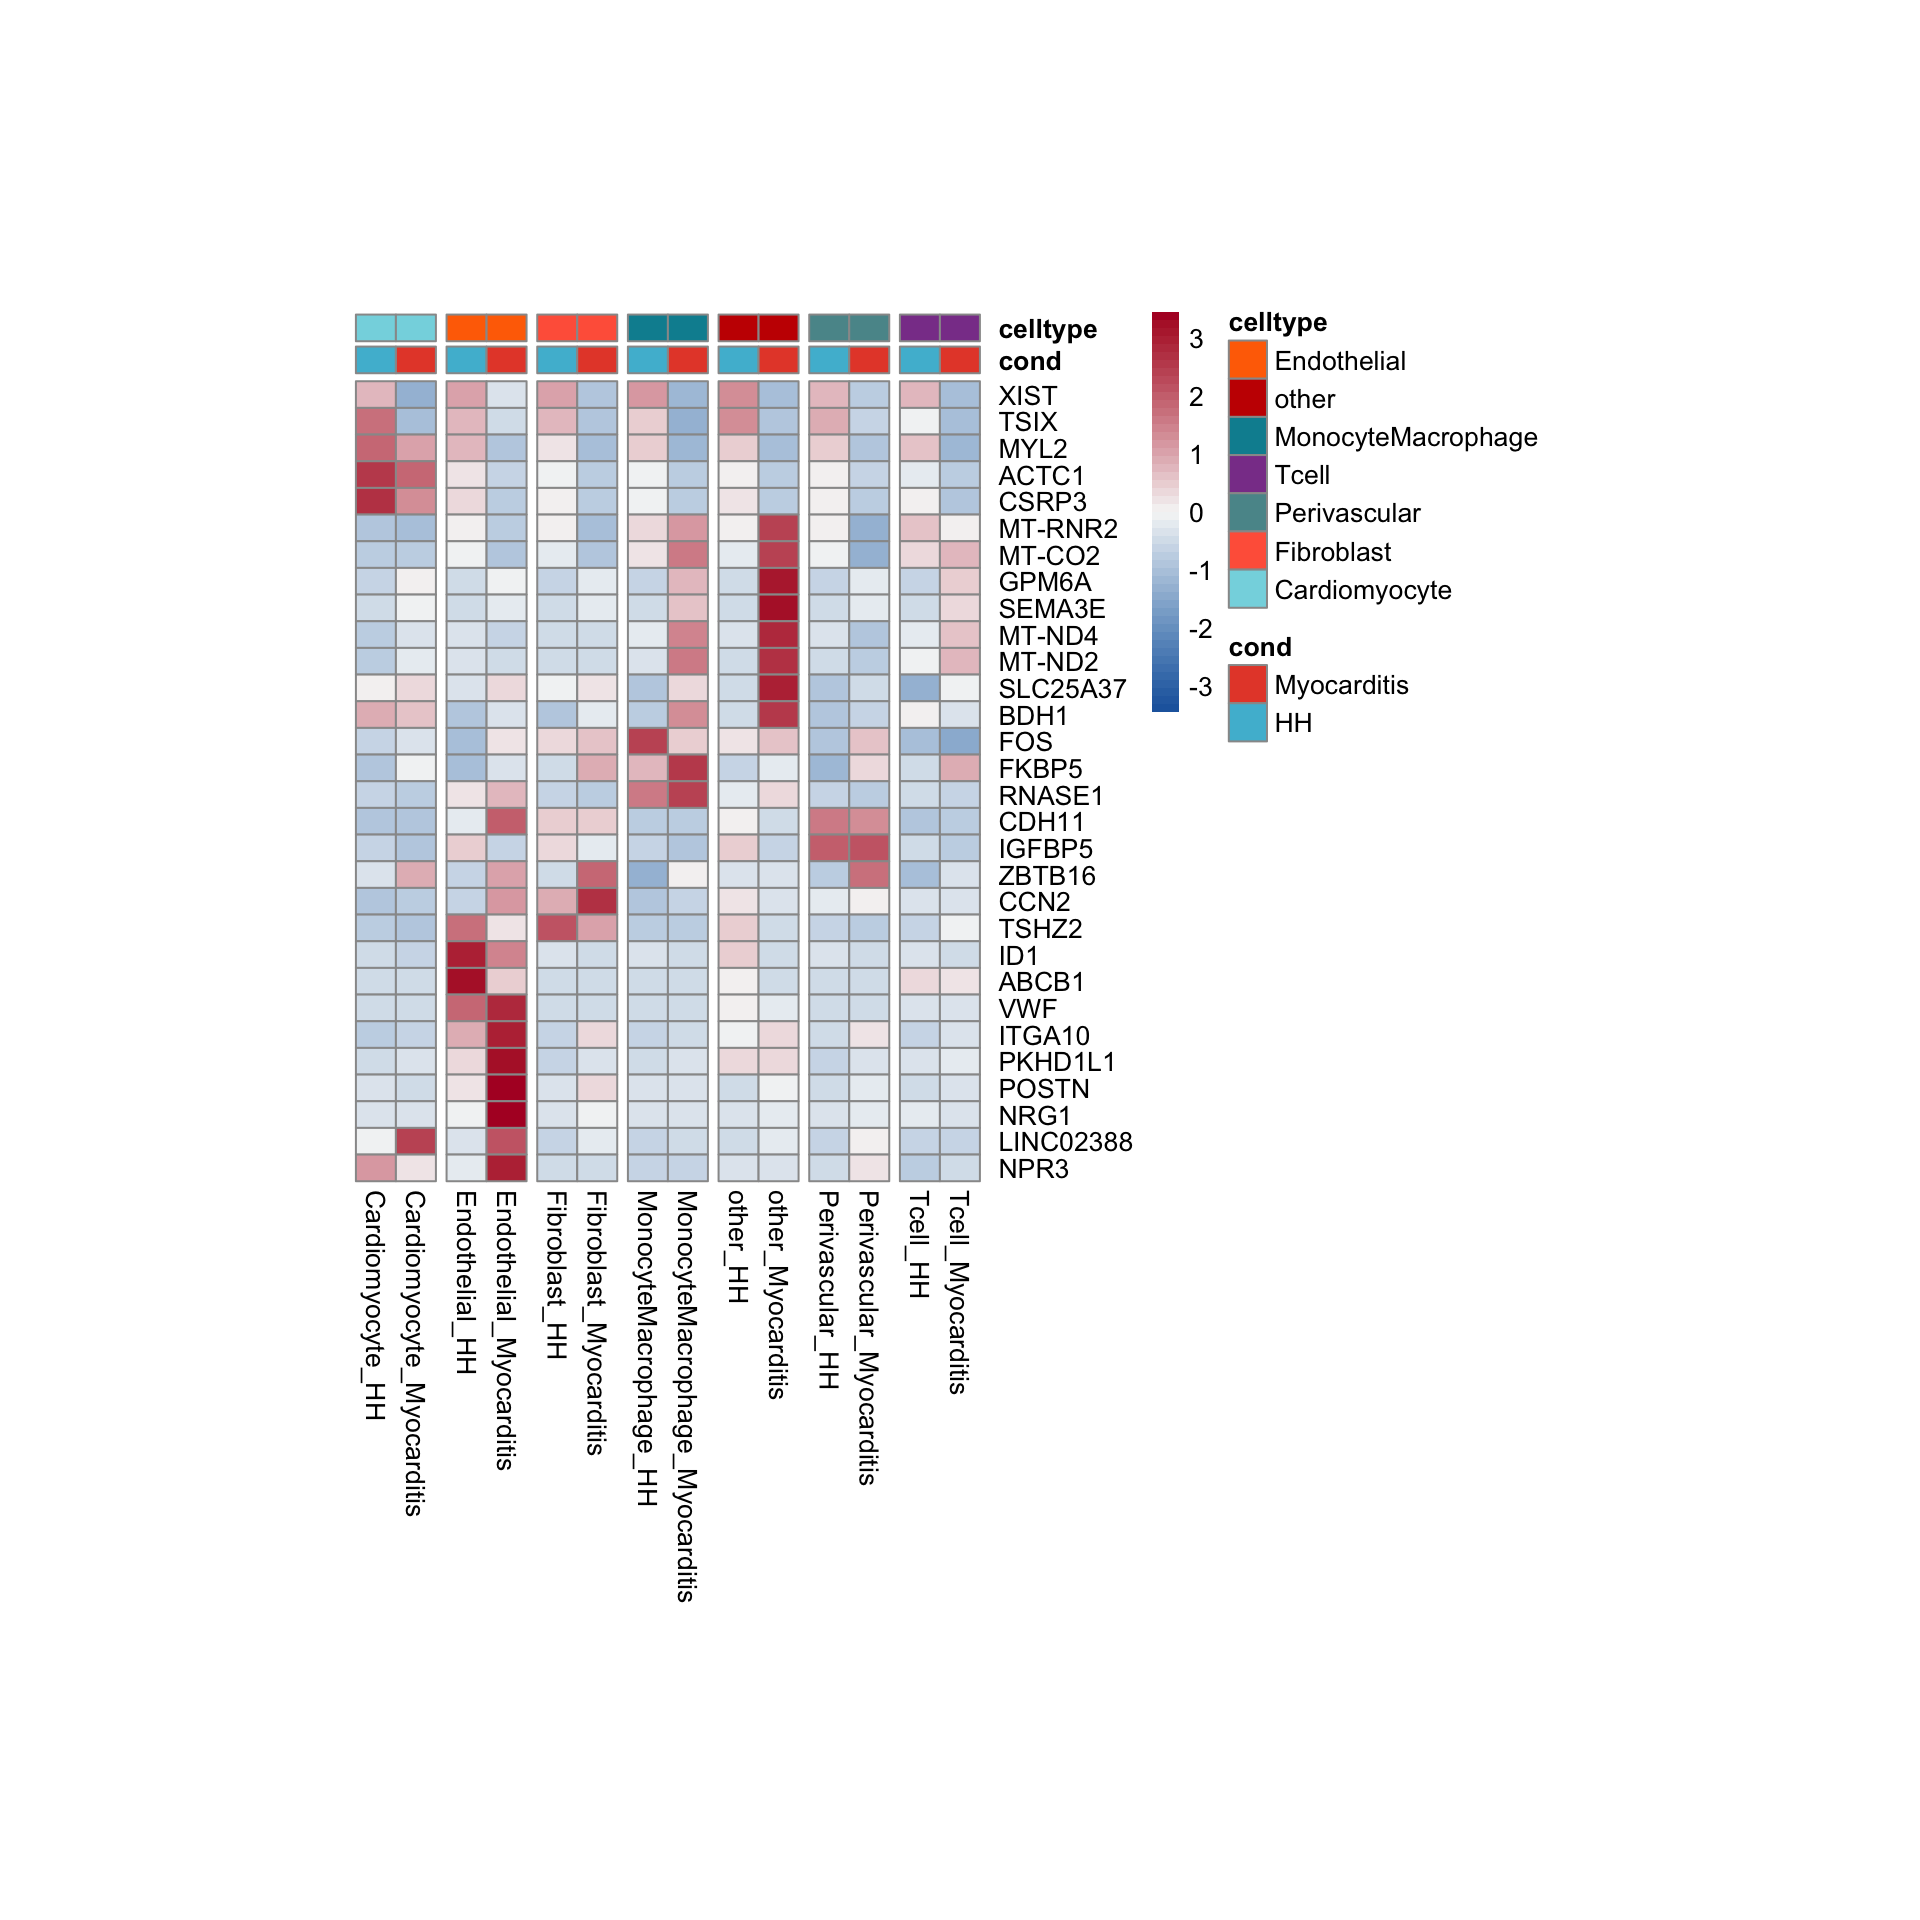 celltype
cond
XIST
TSIX
MYL2
ACTC1
CSRP3
MT-RNR2
MT-CO2
GPM6A
SEMA3E
MT-ND4
MT-ND2
SLC25A37
BDH1
FOS
FKBP5
RNASE1
CDH11
IGFBP5
ZBTB16
CCN2
TSHZ2
ID1
ABCB1
VWF
ITGA10
PKHD1L1
POSTN
NRG1
LINC02388
NPR3
Cardiomyocyte_HH
Cardiomyocyte_Myocarditis
Endothelial_HH
Endothelial_Myocarditis
Fibroblast_HH
Fibroblast_Myocarditis
MonocyteMacrophage_HH
MonocyteMacrophage_Myocarditis
other_HH
other_Myocarditis
Perivascular_HH
Perivascular_Myocarditis
Tcell_HH
Tcell_Myocarditis
3
2
1
0
-1
-2
-3
celltype
Endothelial
other
MonocyteMacrophage
Tcell
Perivascular
Fibroblast
Cardiomyocyte
cond
Myocarditis
HH